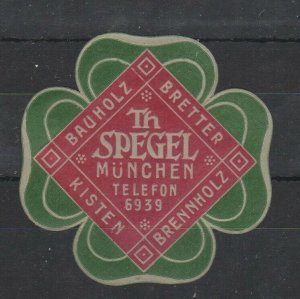 BAUHOLZ
BRETTER
Th
SPEGEL
MÜNCHEN
TELEFON
6939
KISTEN
BRENNHOLZ